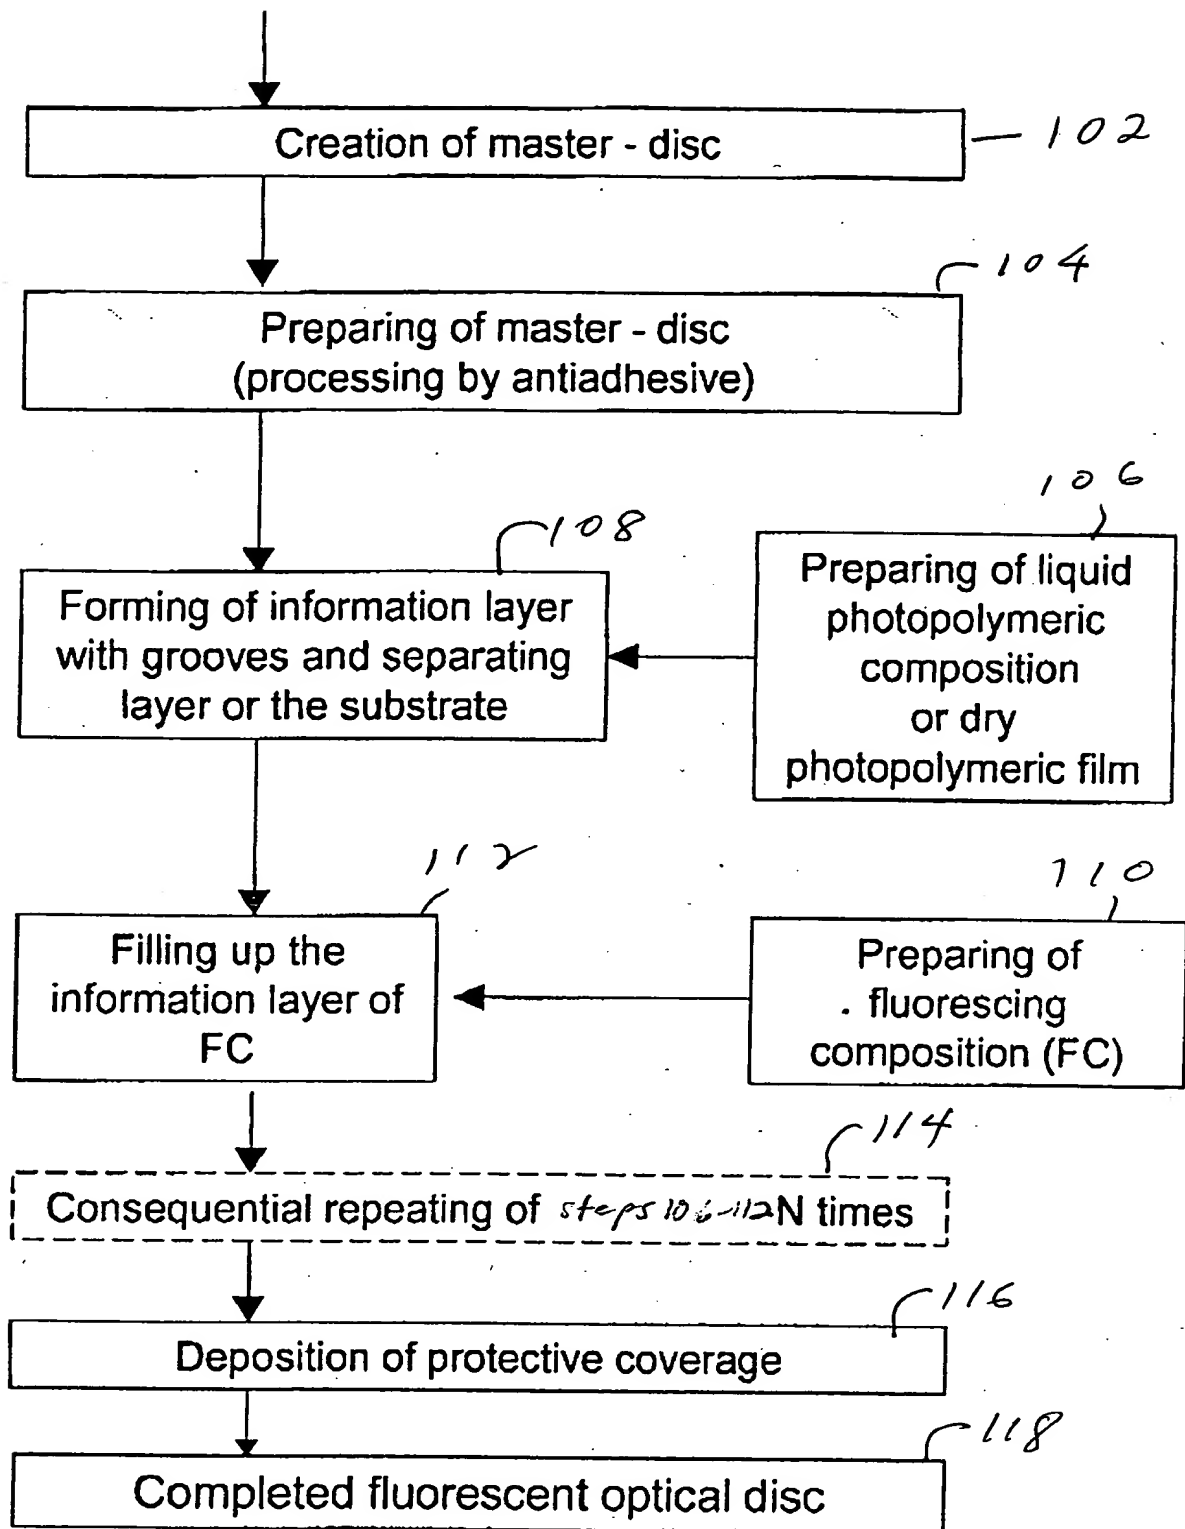 Creation of master - disc
102
104
Preparing of master - disc
(processing by antiadhesive)
106
108
Forming of information layer
with grooves and separating
layer or the substrate
Preparing of liquid
photopolymeric
composition
or dry
photopolymeric film
112
110
Filling up the
information layer of
FC
Preparing of
fluorescing
composition (FC)
114
Consequential repeating of steps 106-112 N times
116
Deposition of protective coverage
118
Completed fluorescent optical disc